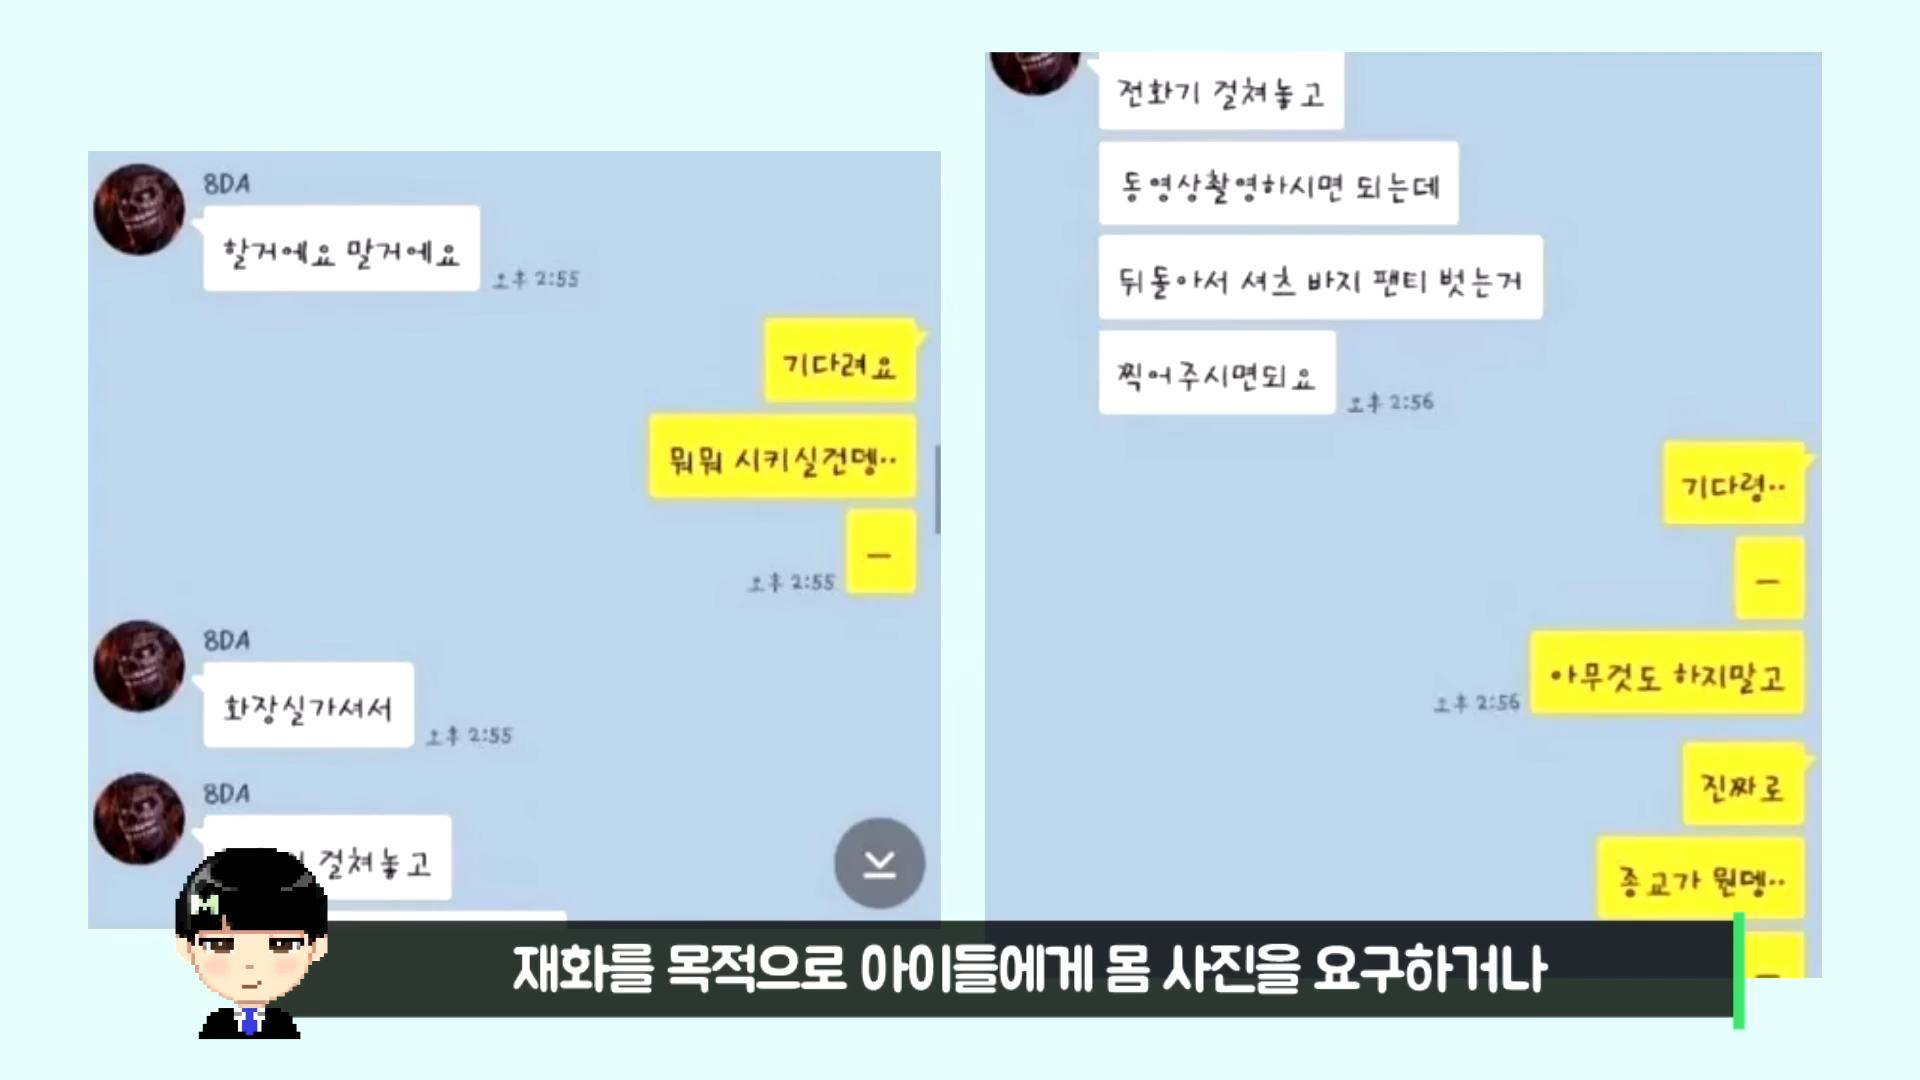 8DA
할거에요 말거에요
오후 2:55
기다려요
뭐뭐 시키실건뎅..
ㅡ
오후 2:55
8DA
화장실가셔서
오후 2:55
8DA
걸쳐놓고
전화기 걸쳐놓고
동영상촬영하시면 되는데
뒤돌아서 셔츠 바지 팬티 벗는거
찍어주시면되요
오후 2:56
기다령..
ㅡ
아무것도 하지말고
오후 2:56
진짜로
종교가 뭔뎅..
ㅡ
M
재화를 목적으로 아이들에게 몸 사진을 요구하거나